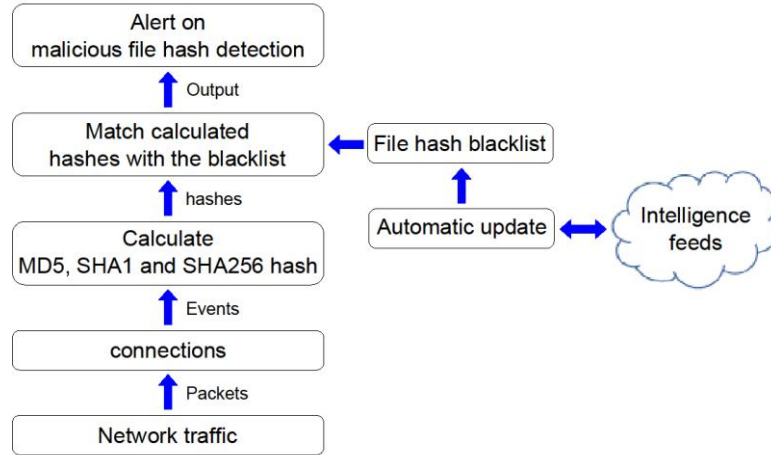 Alert on
malicious file hash detection
Output
Match calculated
hashes with the blacklist
File hash blacklist
hashes
Automatic update
Intelligence
feeds
Calculate
MD5, SHA1 and SHA256 hash
Events
connections
Packets
Network traffic